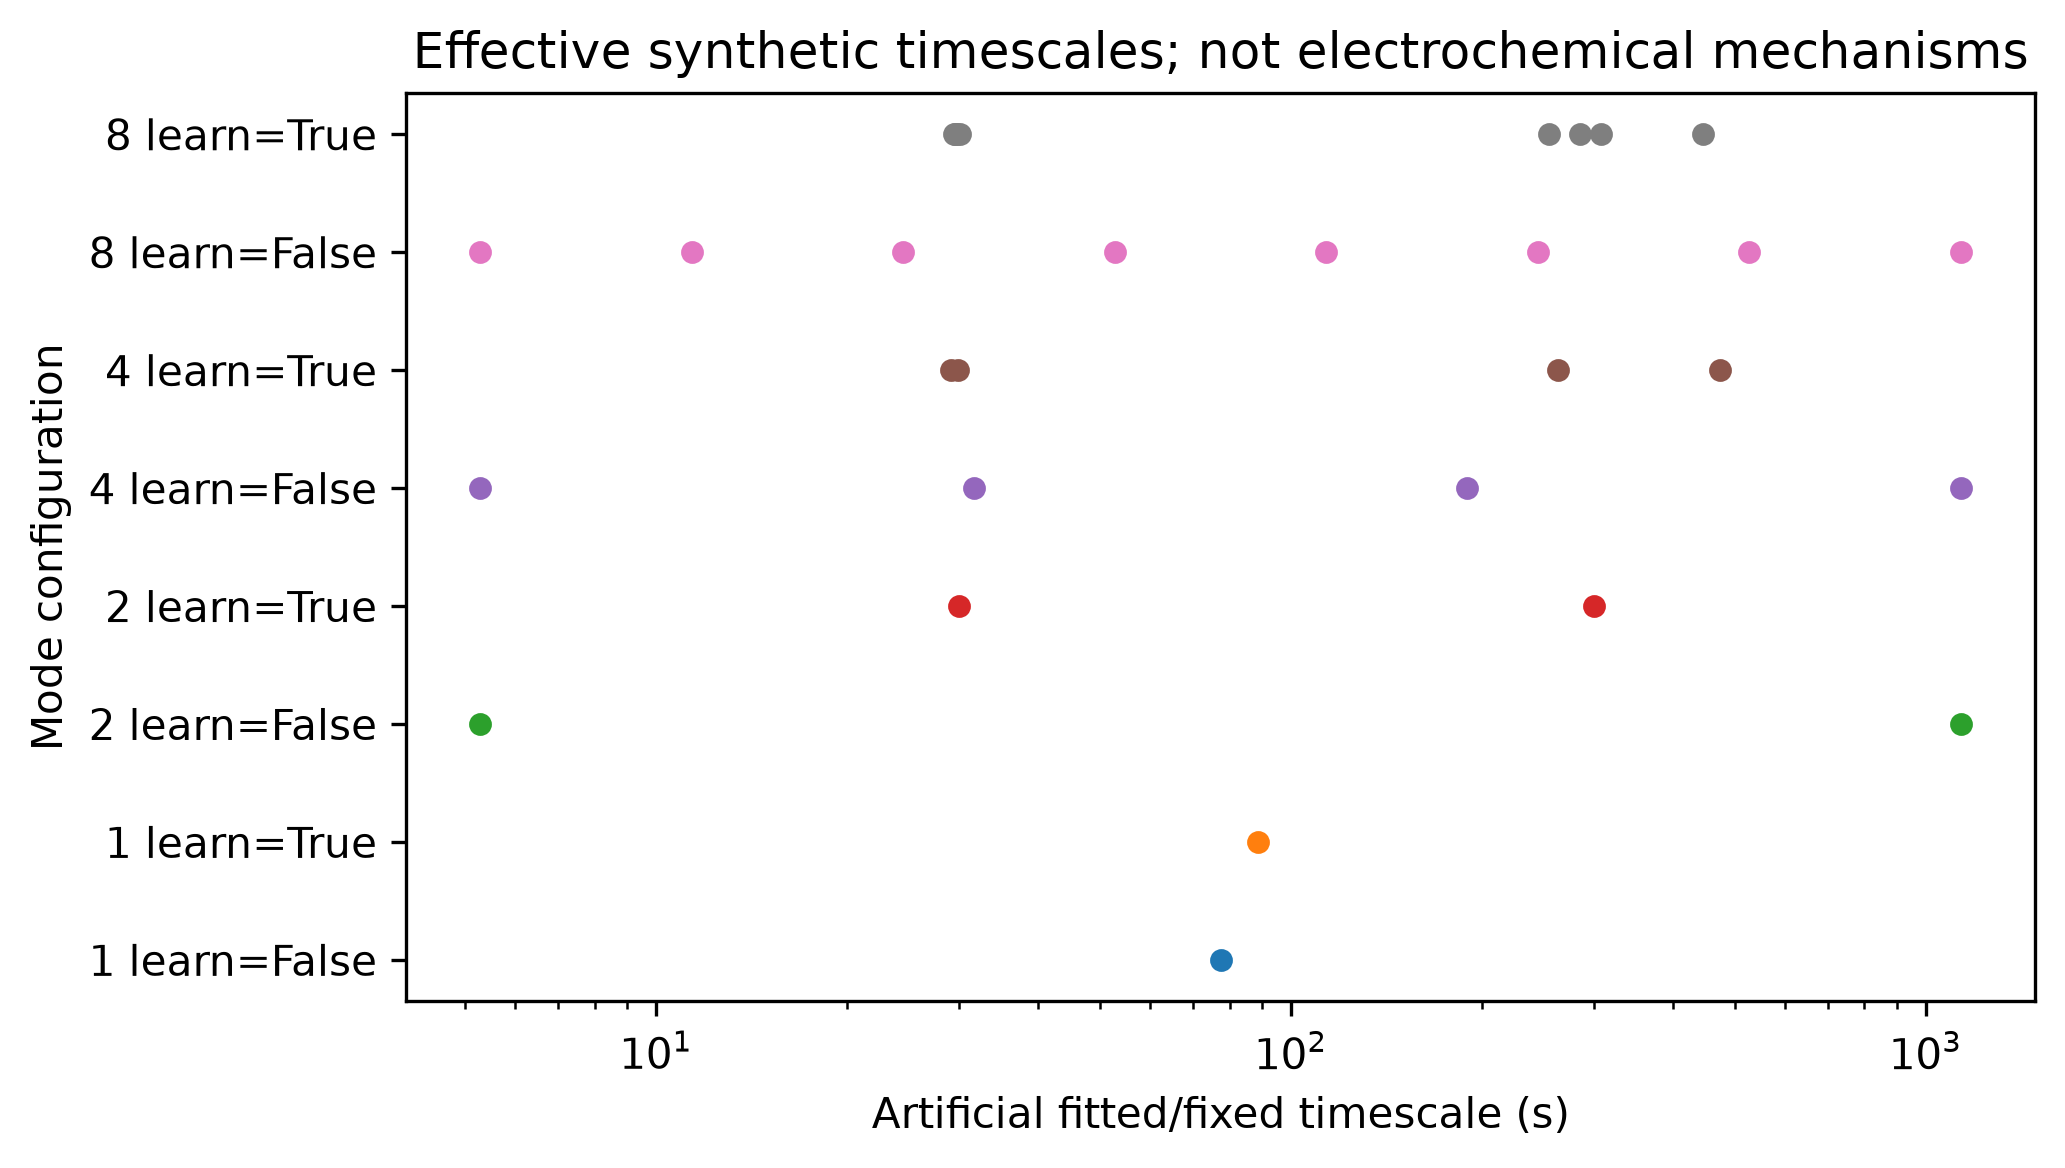 Effective synthetic timescales; not electrochemical mechanisms
Mode configuration
8 learn=True
8 learn=False
4 learn=True
4 learn=False
2 learn=True
2 learn=False
1 learn=True
1 learn=False
10¹ 10² 10³
Artificial fitted/fixed timescale (s)